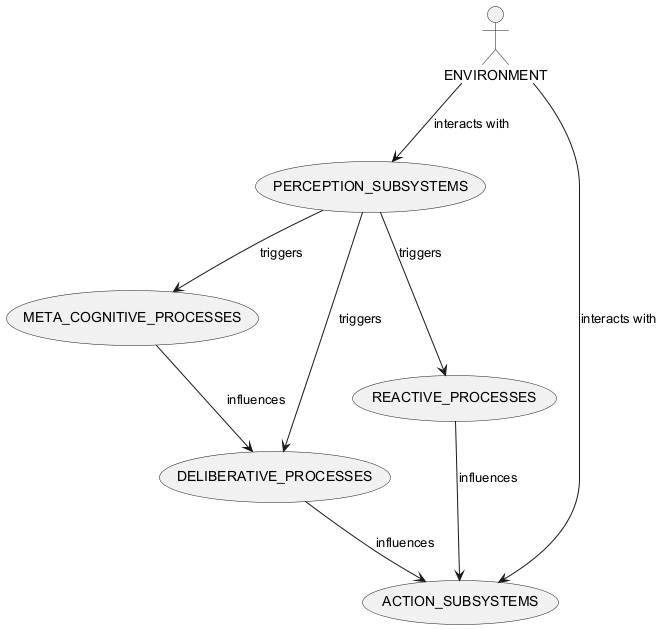 ENVIRONMENT
interacts with
PERCEPTION_SUBSYSTEMS
triggers
triggers
triggers
interacts with
META_COGNITIVE_PROCESSES
influences
REACTIVE_PROCESSES
DELIBERATIVE_PROCESSES
influences
influences
ACTION_SUBSYSTEMS